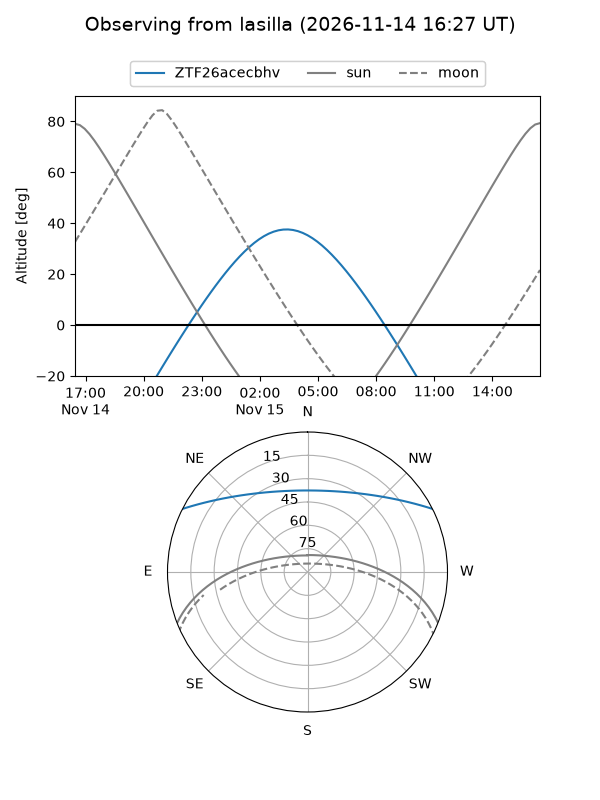 Observing from lasilla (2026-11-14 16:27 UT)
ZTF26acecbhv sun moon
Altitude [deg]
80
60
40
20
0
−20
17:00 20:00 23:00 02:00 05:00 08:00 11:00 14:00
Nov 14 Nov 15
N
NE NW
15
30
45
60
75
E W
SE SW
S